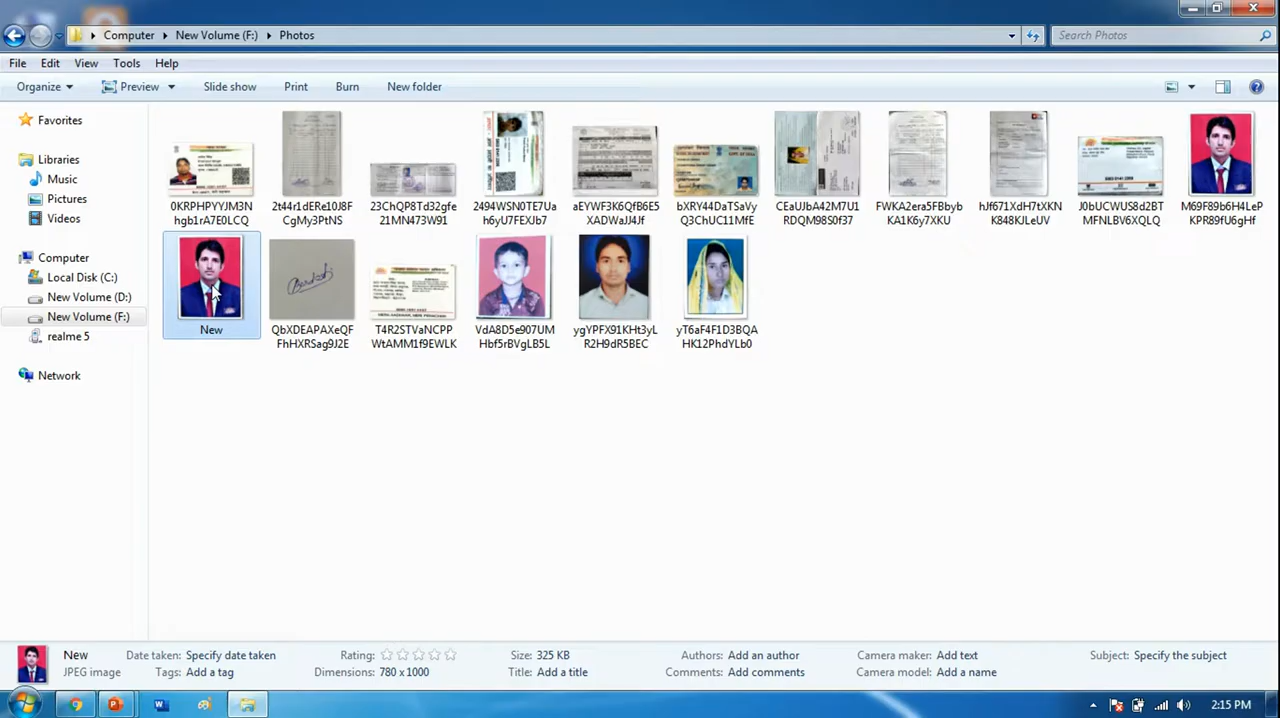 Computer New Volume (F:) Photos Search Photos
File Edit View Tools Help
Organize Preview Slide show Print Burn New folder
Favorites
Libraries
Music
Pictures
Videos
Computer
Local Disk (C:)
New Volume (D:
New Volume (F:)
realme 5
Network
0KRPHPYYJM3N
hgb1rA7E0LCQ
2t44r1dERe10J8F
CgMy3PtNS
23ChQP8Td32gfe
21MN473W91
2494WSN0TE7Ua
h6yU7FEXJb7
aEYWF3K6QfB6E5
XADWaJJ4Jf
bXRY44DaTSaVy
Q3ChUC11MfE
CEaUJbA42M7U1
RDQM98S0f37
FWKA2era5FBbyb
KA1K6y7XKU
hJf671XdH7tXKN
K848KJLeUV
J0bUCWUS8d2BT
MFNLBV6XQLQ
M69F89b6H4LeP
KPR89fU6gHf
New
QbXDEAPAXeQF
FhHXRSag9J2E
T4R2STVaNCPP
WtAMM1f9EWLK
VdA8D5e907UM
Hbf5rBVgLB5L
ygYPFX91KHt3yL
R2H9dR5BEC
yT6aF4F1D3BQA
HK12PhdYLb0
New Date taken: Specify date taken Rating: Size: 325 KB Authors: Add an author Camera maker: Add text Subject: Specify the subject
JPEG image Tags: Add a tag Dimensions: 780 x 1000 Title: Add a title Comments: Add comments Camera model: Add a name
2:15 PM